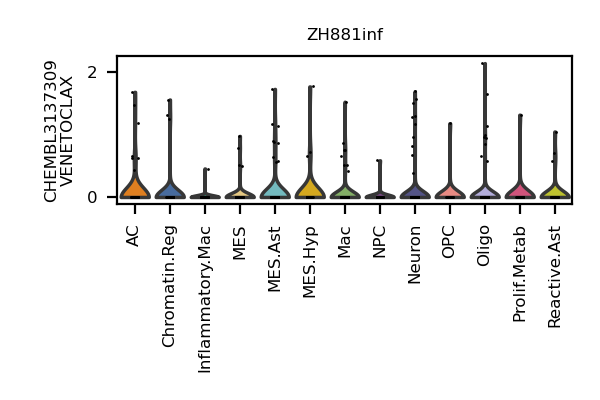 ZH881inf
CHEMBL3137309
VENETOCLAX
2
0
AC
Chromatin.Reg
Inflammatory.Mac
MES
MES.Ast
MES.Hyp
Mac
NPC
Neuron
OPC
Oligo
Prolif.Metab
Reactive.Ast